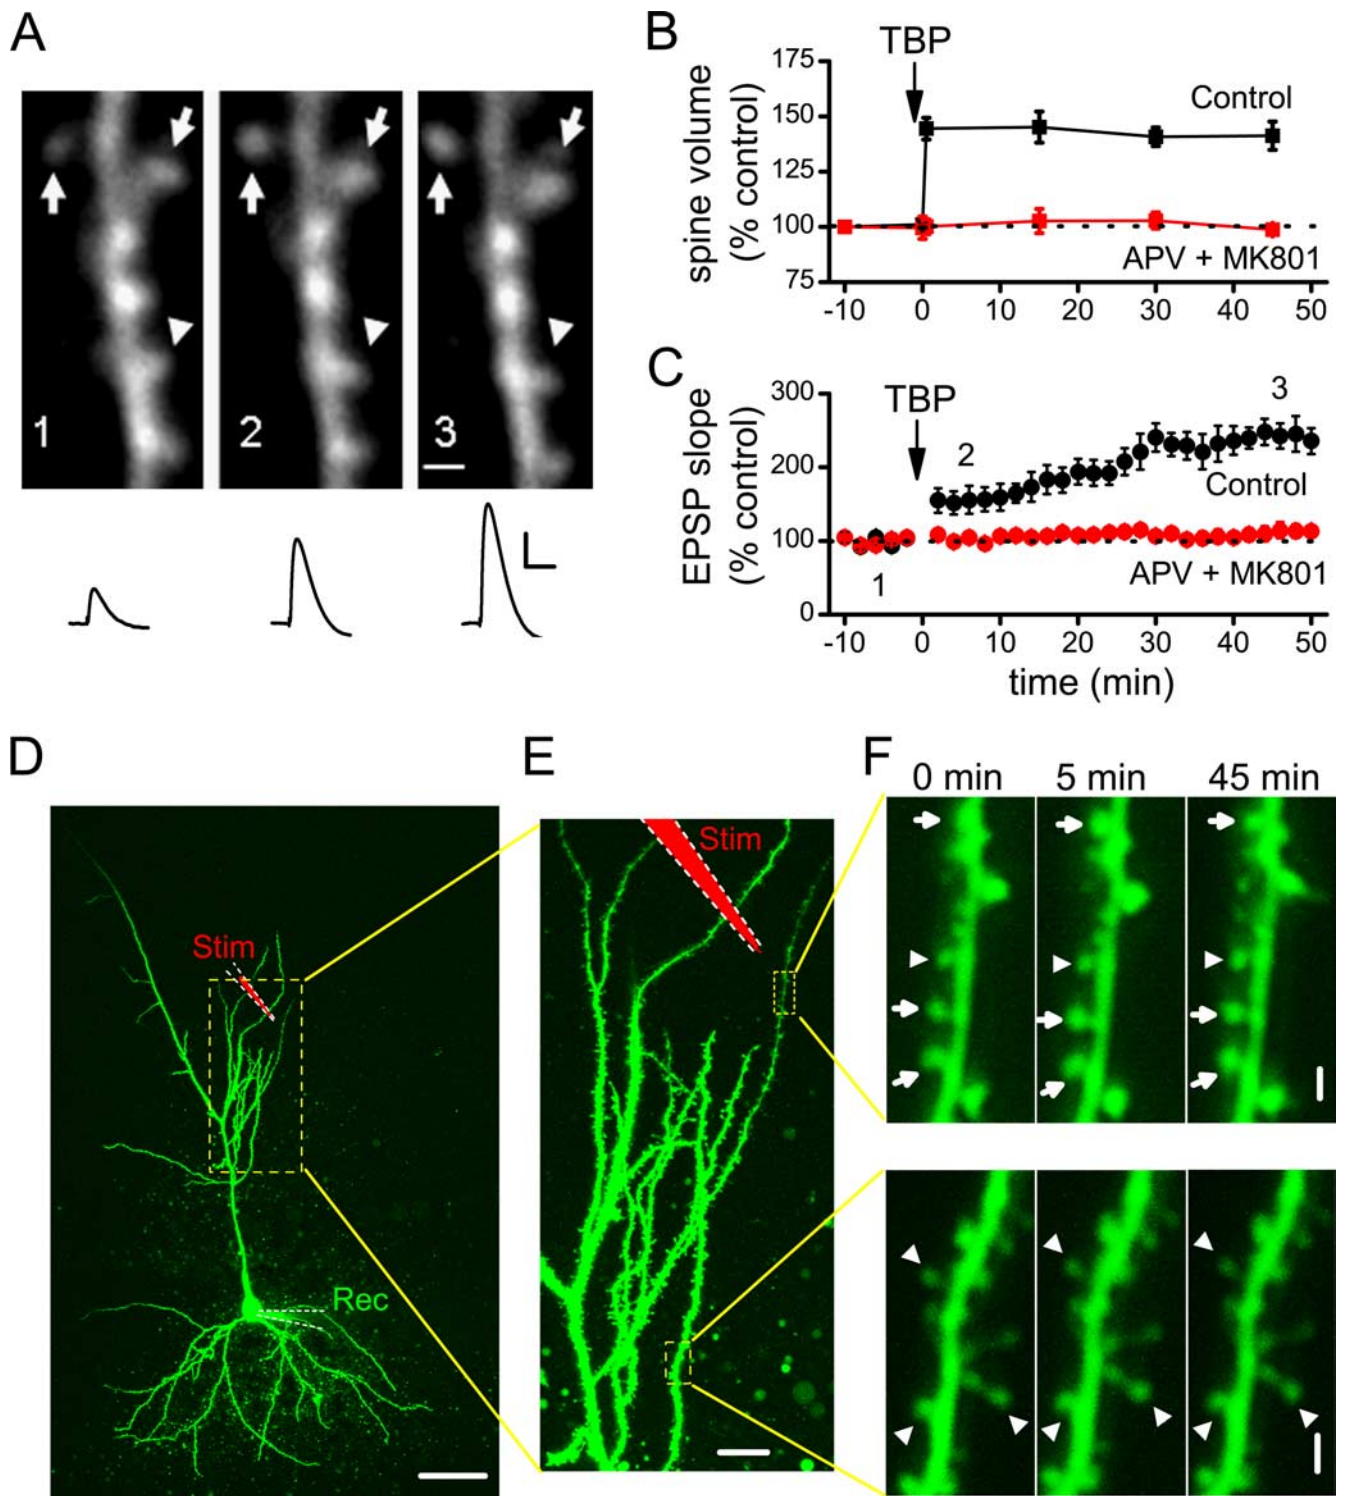 A
1 2 3
B
TBP
spine volume
(% control)
175
150
125
100
75
Control
APV + MK801
-10 0 10 20 30 40 50
C
TBP
EPSP slope
(% control)
300
200
100
0
1
2
3
Control
APV + MK801
-10 0 10 20 30 40 50
time (min)
D
Stim
Rec
E
Stim
F
0 min 5 min 45 min